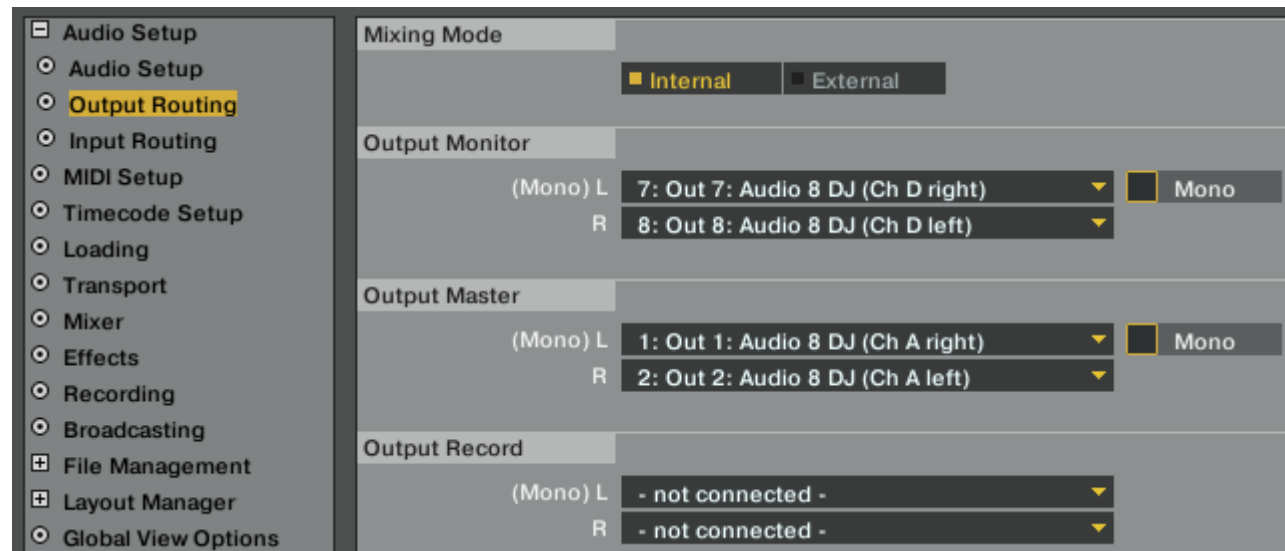 Audio Setup
Audio Setup
Output Routing
Input Routing
MIDI Setup
Timecode Setup
Loading
Transport
Mixer
Effects
Recording
Broadcasting
File Management
Layout Manager
Global View Options
Mixing Mode
Internal External
Output Monitor
(Mono) L 7: Out 7: Audio 8 DJ (Ch D right) Mono
R 8: Out 8: Audio 8 DJ (Ch D left)
Output Master
(Mono) L 1: Out 1: Audio 8 DJ (Ch A right) Mono
R 2: Out 2: Audio 8 DJ (Ch A left)
Output Record
(Mono) L - not connected -
R - not connected -